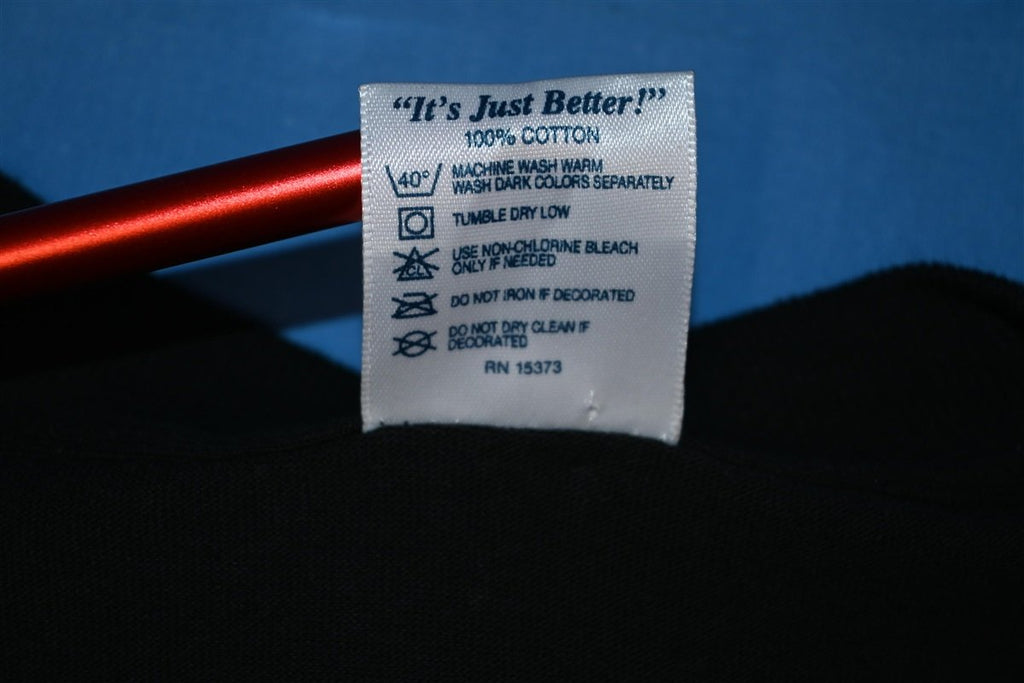 “It’s Just Better!”
100% COTTON
40°
MACHINE WASH WARM
WASH DARK COLORS SEPARATELY
TUMBLE DRY LOW
CL
USE NON-CHLORINE BLEACH
ONLY IF NEEDED
DO NOT IRON IF DECORATED
DO NOT DRY CLEAN IF
DECORATED
RN 15373